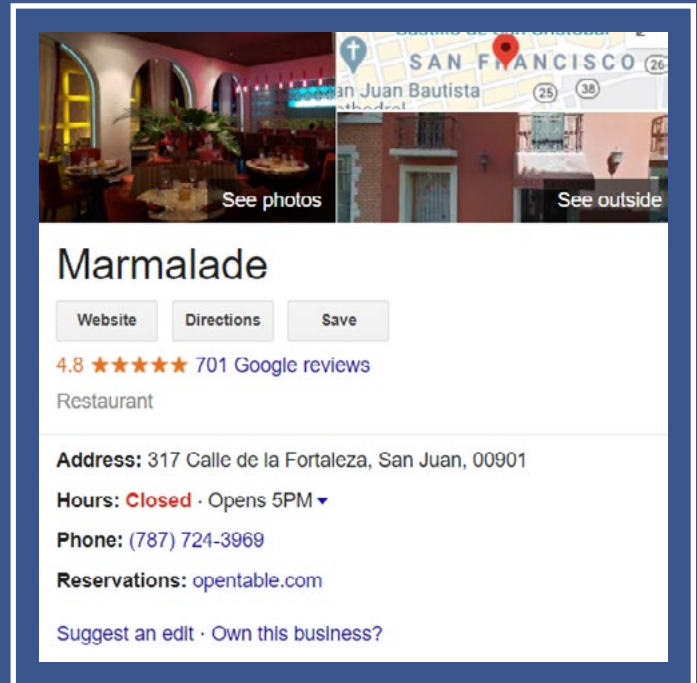 SAN FRANCISCO 26
an Juan Bautista
25 38
See photos
See outside
Marmalade
Website Directions Save
4.8 ★★★★★ 701 Google reviews
Restaurant
Address: 317 Calle de la Fortaleza, San Juan, 00901
Hours: Closed · Opens 5PM ▾
Phone: (787) 724-3969
Reservations: opentable.com
Suggest an edit · Own this business?